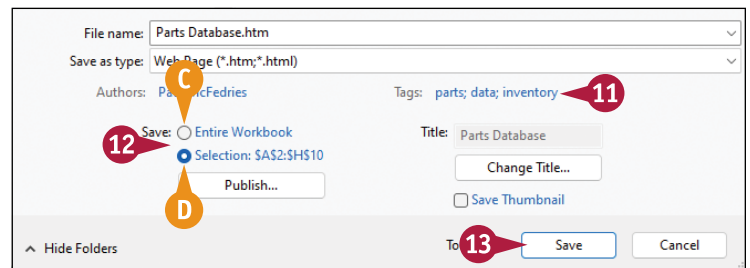 File name: Parts Database.htm
Save as type: Web Page (*.htm;*.html)
C
Authors: Tags: parts; data; inventory 11
12 Save: Entire Workbook Title: Parts Database
Selection: $A$2:$H$10 Change Title...
Publish... Save Thumbnail
D
Hide Folders 13 Save Cancel